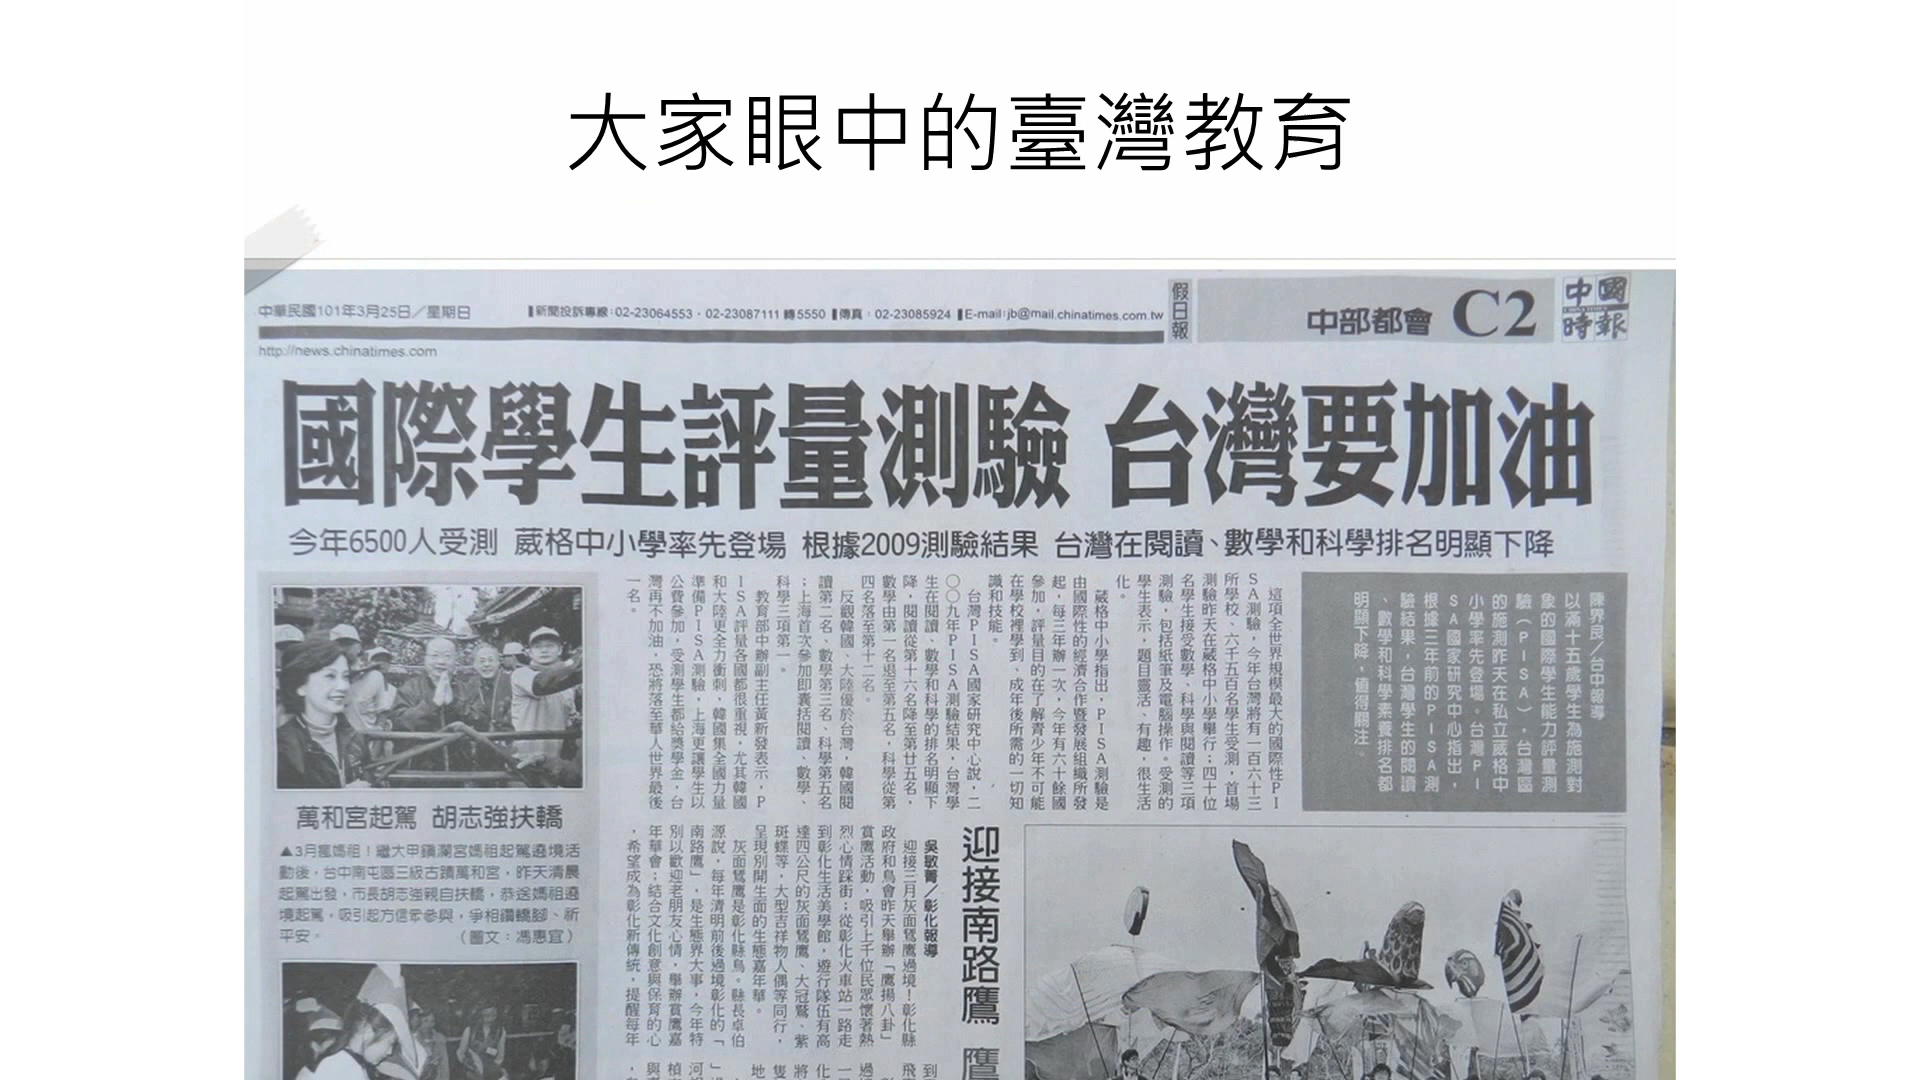 大家眼中的臺灣教育
中華民國101年3月25日／星期日
新聞投訴專線：02-23064553．02-23087111 轉5550
傳真：02-23085924
E-mail:jb@mail.chinatimes.com.tw
假日報
中部都會 C2
中國時報
http://news.chinatimes.com
國際學生評量測驗 台灣要加油
今年6500人受測 葳格中小學率先登場 根據2009測驗結果 台灣在閱讀、數學和科學排名明顯下降
陳界良／台中報導
以滿十五歲學生為施測對
象的國際學生能力評量測
驗（PISA），台灣區
的施測昨天在私立葳格中
小學率先登場。台灣PI
SA國家研究中心指出，
根據三年前的PISA測
驗結果，台灣學生的閱讀
、數學和科學素養排名都
明顯下降，值得關注。
這項全世界規模最大的國際性PI
SA測驗，今年台灣將有一百六十三
所學校、六千五百名學生受測，首場
測驗昨天在葳格中小學舉行；四十位
名學生接受數學、科學與閱讀等三項
測驗，包括紙筆及電腦操作。受測的
學生表示，題目靈活、有趣，很生活
化。
葳格中小學指出，PISA測驗是
由國際性的經濟合作暨發展組織所發
起，每三年辦一次，今年有六十餘國
參加，評量目的在了解青少年不可能
在學校裡學到、成年後所需的一切知
識和技能。
台灣PISA國家研究中心說，二
〇〇九年PISA測驗結果，台灣學
生在閱讀、數學和科學的排名明顯下
降，閱讀從第十六名降至第廿五名，
數學由第一名退至第五名，科學從第
四名落至第十二名。
反觀韓國、大陸優於台灣，韓國閱
讀第二名、數學第三名、科學第五名
；上海首次參加即囊括閱讀、數學、
科學三項第一。
教育部中辦副主任黃新發表示，P
ISA評量各國都很重視，尤其韓國
和大陸更全力衝刺，韓國集全國力量
準備PISA測驗，上海更讓學生以
公費參加，受測學生都給獎學金，台
灣再不加油，恐將落至華人世界最後
一名。
萬和宮起駕 胡志強扶轎
▲3月瘋媽祖！繼大甲鎮瀾宮媽祖起駕遶境活
動後，台中南屯區三級古蹟萬和宮，昨天清晨
起駕出發，市長胡志強親自扶轎，恭送媽祖遶
境起駕，吸引起方信眾參與，爭相鑽轎腳、祈
平安。　（圖文：馮惠宜）
迎接南路鷹 鷹
吳敏菁／彰化報導
迎接三月灰面鵟鷹過境！彰化縣
政府和鳥會昨天舉辦「鷹揚八卦」
賞鷹活動，吸引上千位民眾懷著熱
烈心情踩街；從彰化火車站一路走
到彰化生活美學館，遊行隊伍有高
達四公尺的灰面鵟鷹、大冠鷲、紫
斑蝶等，大型吉祥物人偶等同行，
呈現別開生面的生態嘉年華。
灰面鵟鷹是彰化縣鳥。縣長卓伯
源說，每年清明前後過境彰化的「
南路鷹」，是生態界大事，今年特
別以歡迎老朋友心情，舉辦賞鷹嘉
年華會；結合文化創意與保育的心
，希望成為彰化新傳統，提醒每年